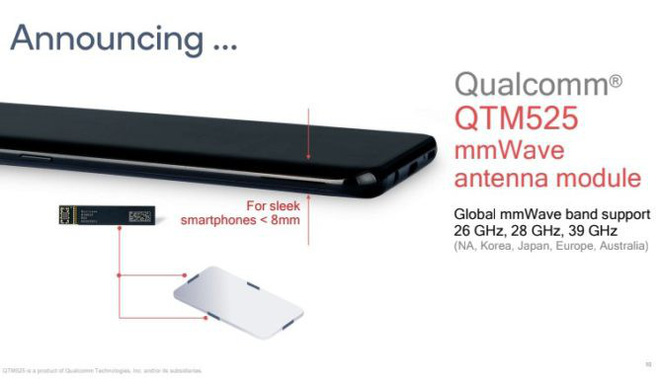 Announcing ...
Qualcomm®
QTM525
mmWave
antenna module
For sleek
smartphones < 8mm
Global mmWave band support
26 GHz, 28 GHz, 39 GHz
(NA, Korea, Japan, Europe, Australia)
QTM525 is a product of Qualcomm Technologies, Inc. and/or its subsidiaries.